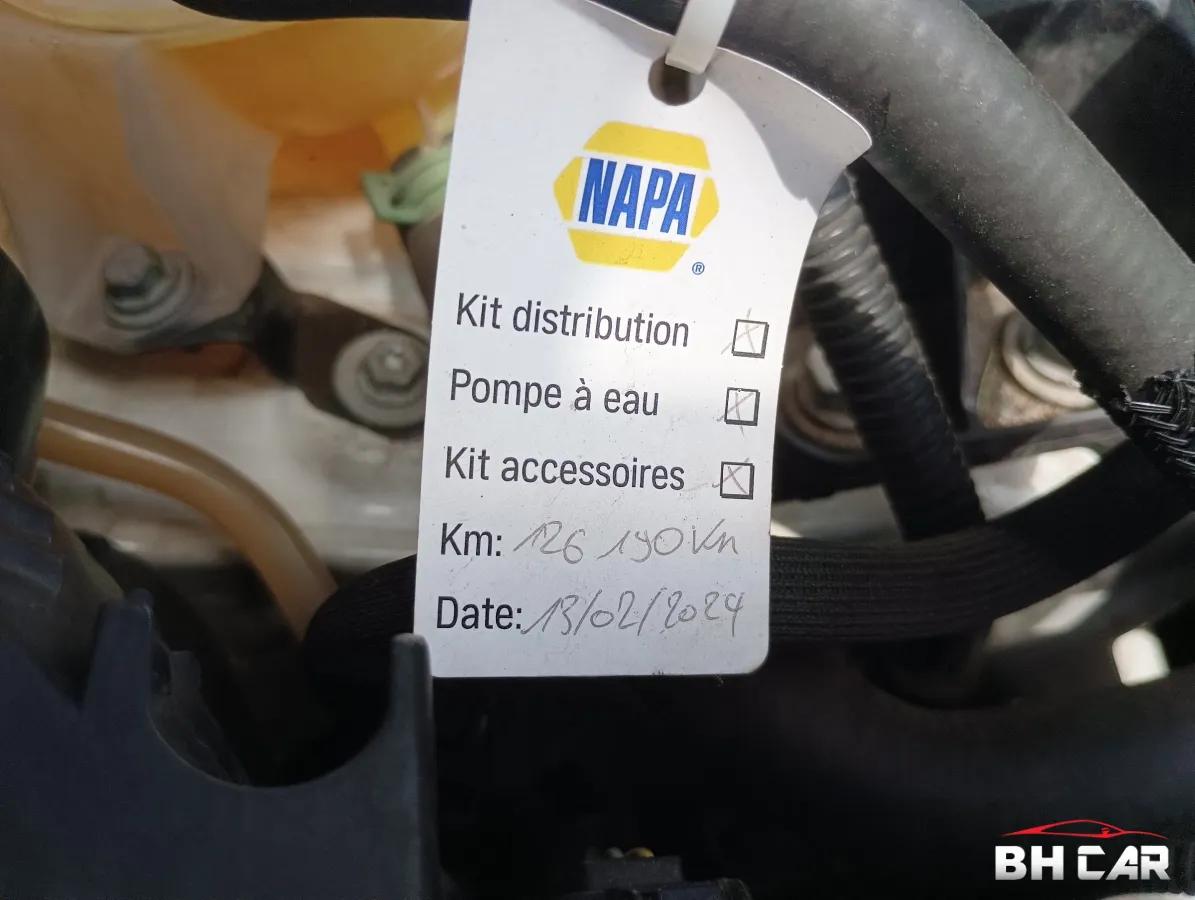 NAPA
®
Kit distribution
Pompe à eau
Kit accessoires
Km: 126 190 Km
Date: 13/02/2024
BH CAR